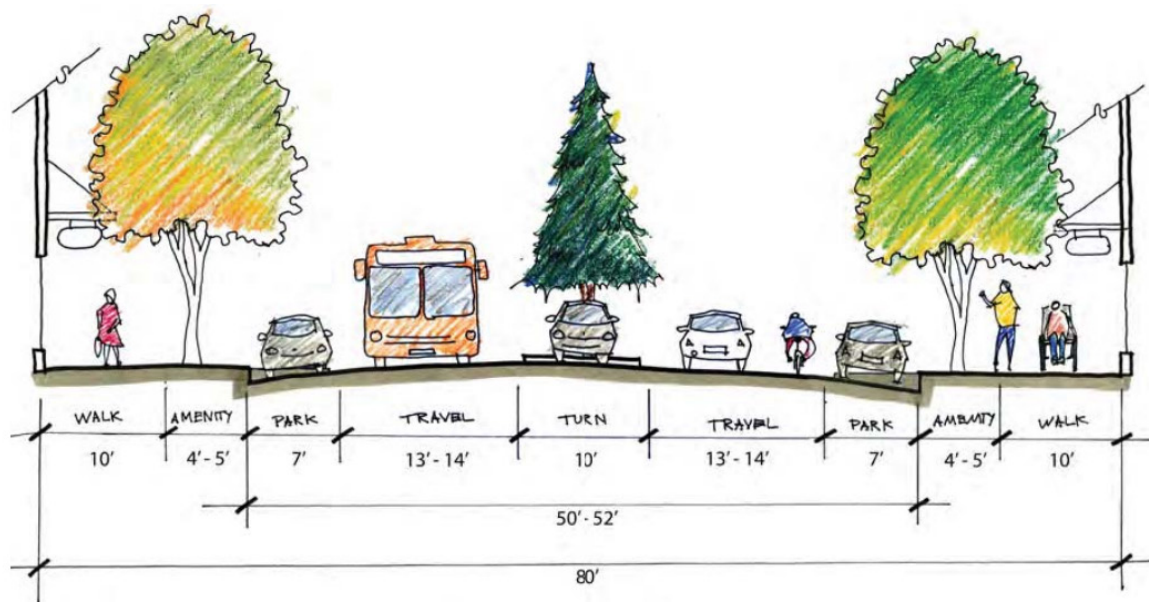 WALK AMENITY PARK TRAVEL TURN TRAVEL PARK AMENITY WALK
10' 4'-5' 7' 13'-14' 10' 13'-14' 7' 4'-5' 10'
50'-52'
80'